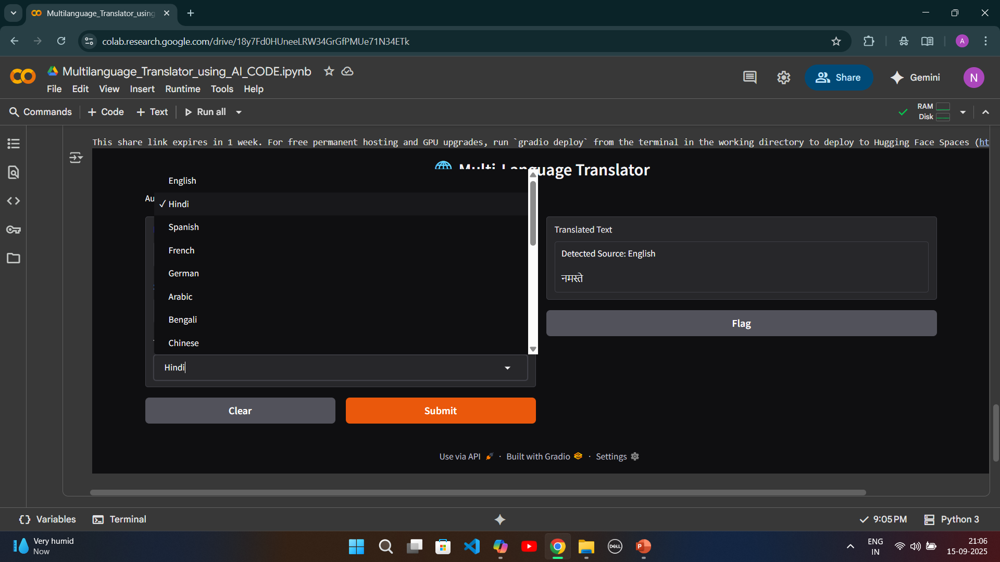 Multilanguage_Translator_using
colab.research.google.com/drive/18y7Fd0HUneeLRW34GrGfPMUe71N34ETk
A
Multilanguage_Translator_using_AI_CODE.ipynb
File Edit View Insert Runtime Tools Help
Share
Gemini
N
Commands + Code + Text Run all
RAM
Disk
This share link expires in 1 week. For free permanent hosting and GPU upgrades, run `gradio deploy` from the terminal in the working directory to deploy to Hugging Face Spaces (ht
Multi-Language Translator
Au
English
✓ Hindi
Spanish
French
German
Arabic
Bengali
Chinese
Hindi
Clear
Submit
Translated Text
Detected Source: English
नमस्ते
Flag
Use via API · Built with Gradio · Settings
Variables
Terminal
9:05 PM
Python 3
Very humid
Now
DELL
P
ENG
IN
21:06
15-09-2025